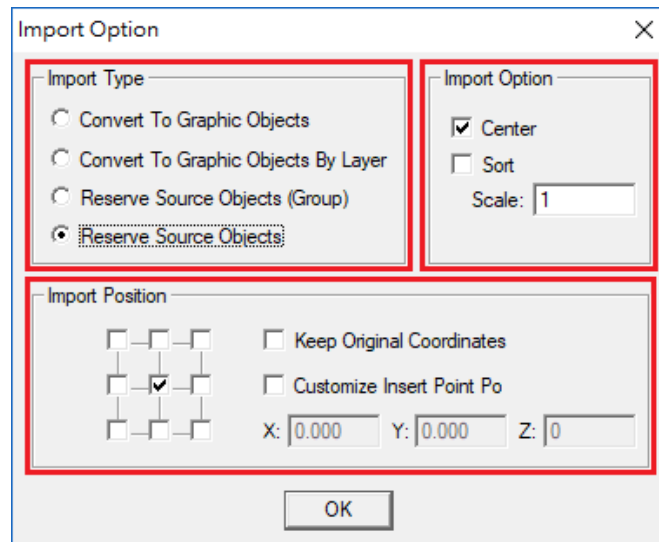 Import Option
Import Type
Convert To Graphic Objects
Convert To Graphic Objects By Layer
Reserve Source Objects (Group)
Reserve Source Objects
Import Option
Center
Sort
Scale: 1
Import Position
Keep Original Coordinates
Customize Insert Point Po
X: 0.000 Y: 0.000 Z: 0
OK